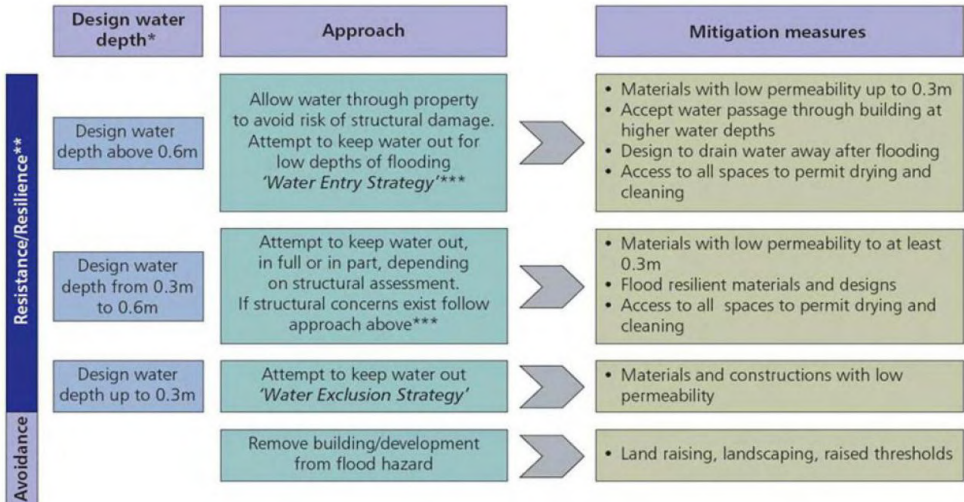 Design water
depth*
Approach
Mitigation measures
Resistance/Resilience**
Design water
depth above 0.6m
Allow water through property
to avoid risk of structural damage.
Attempt to keep water out for
low depths of flooding
'Water Entry Strategy'***
• Materials with low permeability up to 0.3m
• Accept water passage through building at
higher water depths
• Design to drain water away after flooding
• Access to all spaces to permit drying and
cleaning
Design water
depth from 0.3m
to 0.6m
Attempt to keep water out,
in full or in part, depending
on structural assessment.
If structural concerns exist follow
approach above***
• Materials with low permeability to at least
0.3m
• Flood resilient materials and designs
• Access to all spaces to permit drying and
cleaning
Design water
depth up to 0.3m
Attempt to keep water out
'Water Exclusion Strategy'
• Materials and constructions with low
permeability
Avoidance
Remove building/development
from flood hazard
• Land raising, landscaping, raised thresholds